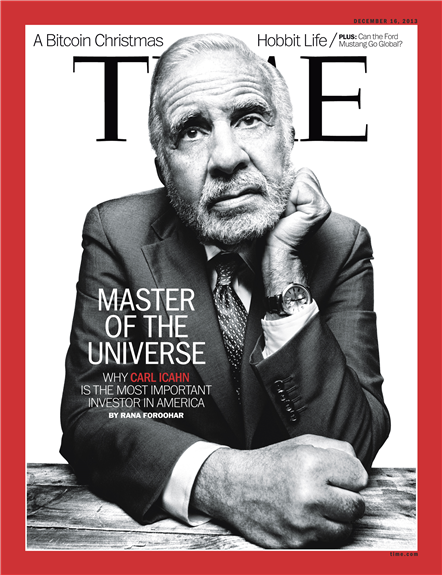 DECEMBER 16, 2013
A Bitcoin Christmas
Hobbit Life / PLUS: Can the Ford
Mustang Go Global?
TIME
MASTER
OF THE
UNIVERSE
WHY CARL ICAHN
IS THE MOST IMPORTANT
INVESTOR IN AMERICA
BY RANA FOROOHAR
time.com